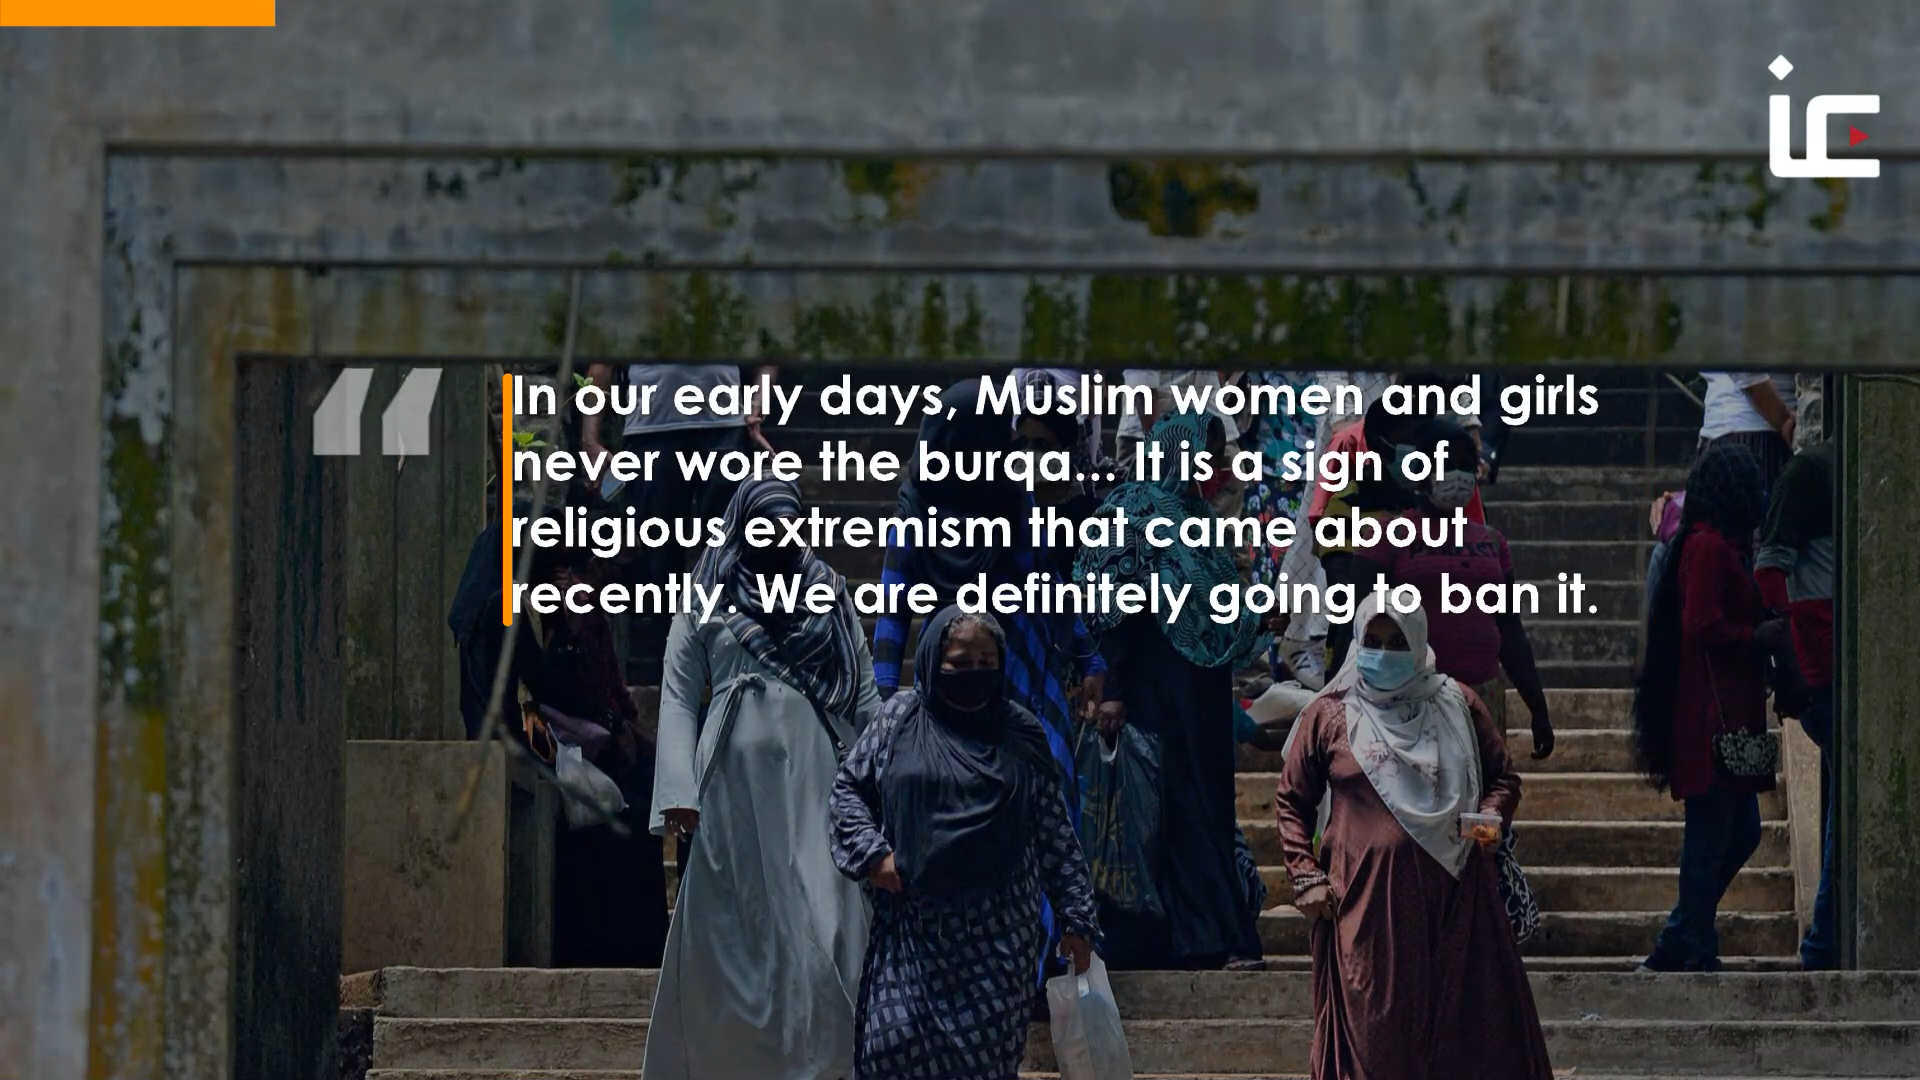 “
In our early days, Muslim women and girls
never wore the burqa... It is a sign of
religious extremism that came about
recently. We are definitely going to ban it.